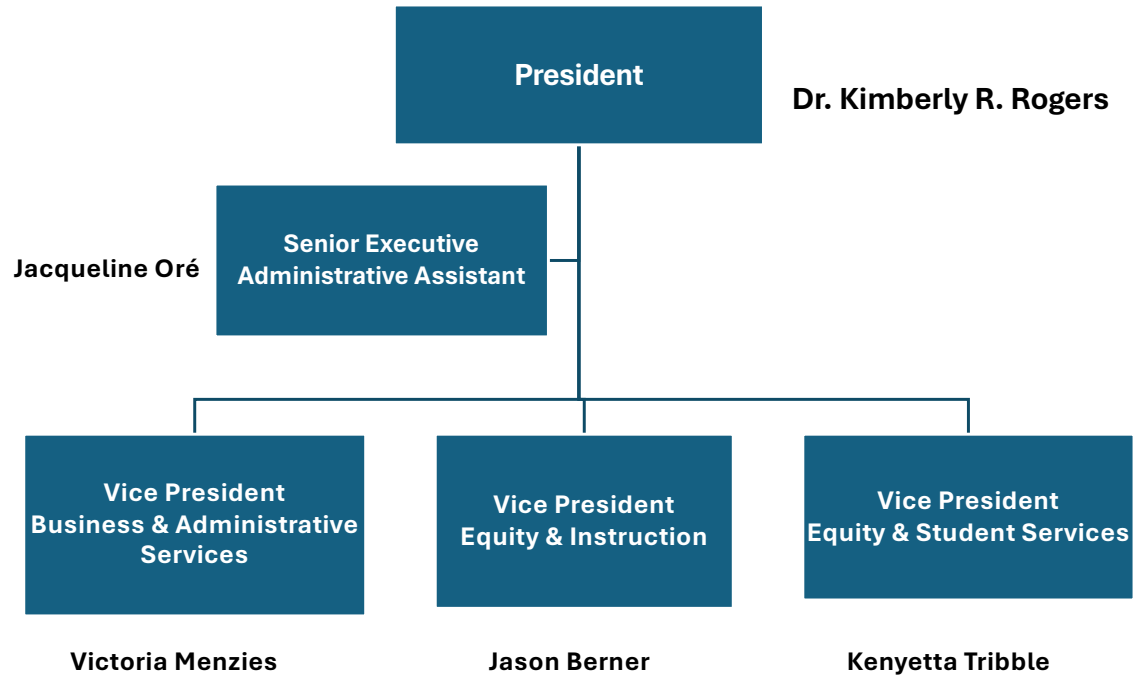 President
Dr. Kimberly R. Rogers
Senior Executive
Administrative Assistant
Jacqueline Oré
Vice President
Business & Administrative
Services
Vice President
Equity & Instruction
Vice President
Equity & Student Services
Victoria Menzies
Jason Berner
Kenyetta Tribble